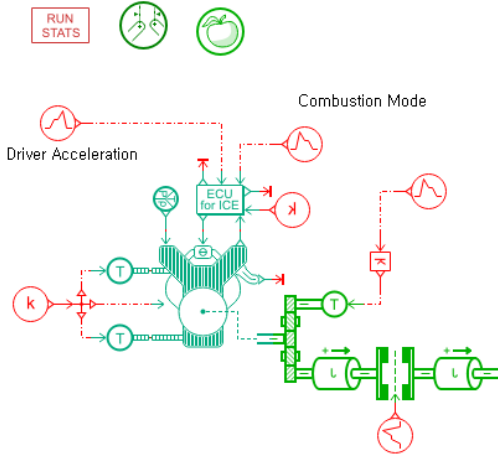 RUN
STATS
Combustion Mode
Driver Acceleration
ECU
for ICE
k
K
T
T
T
k